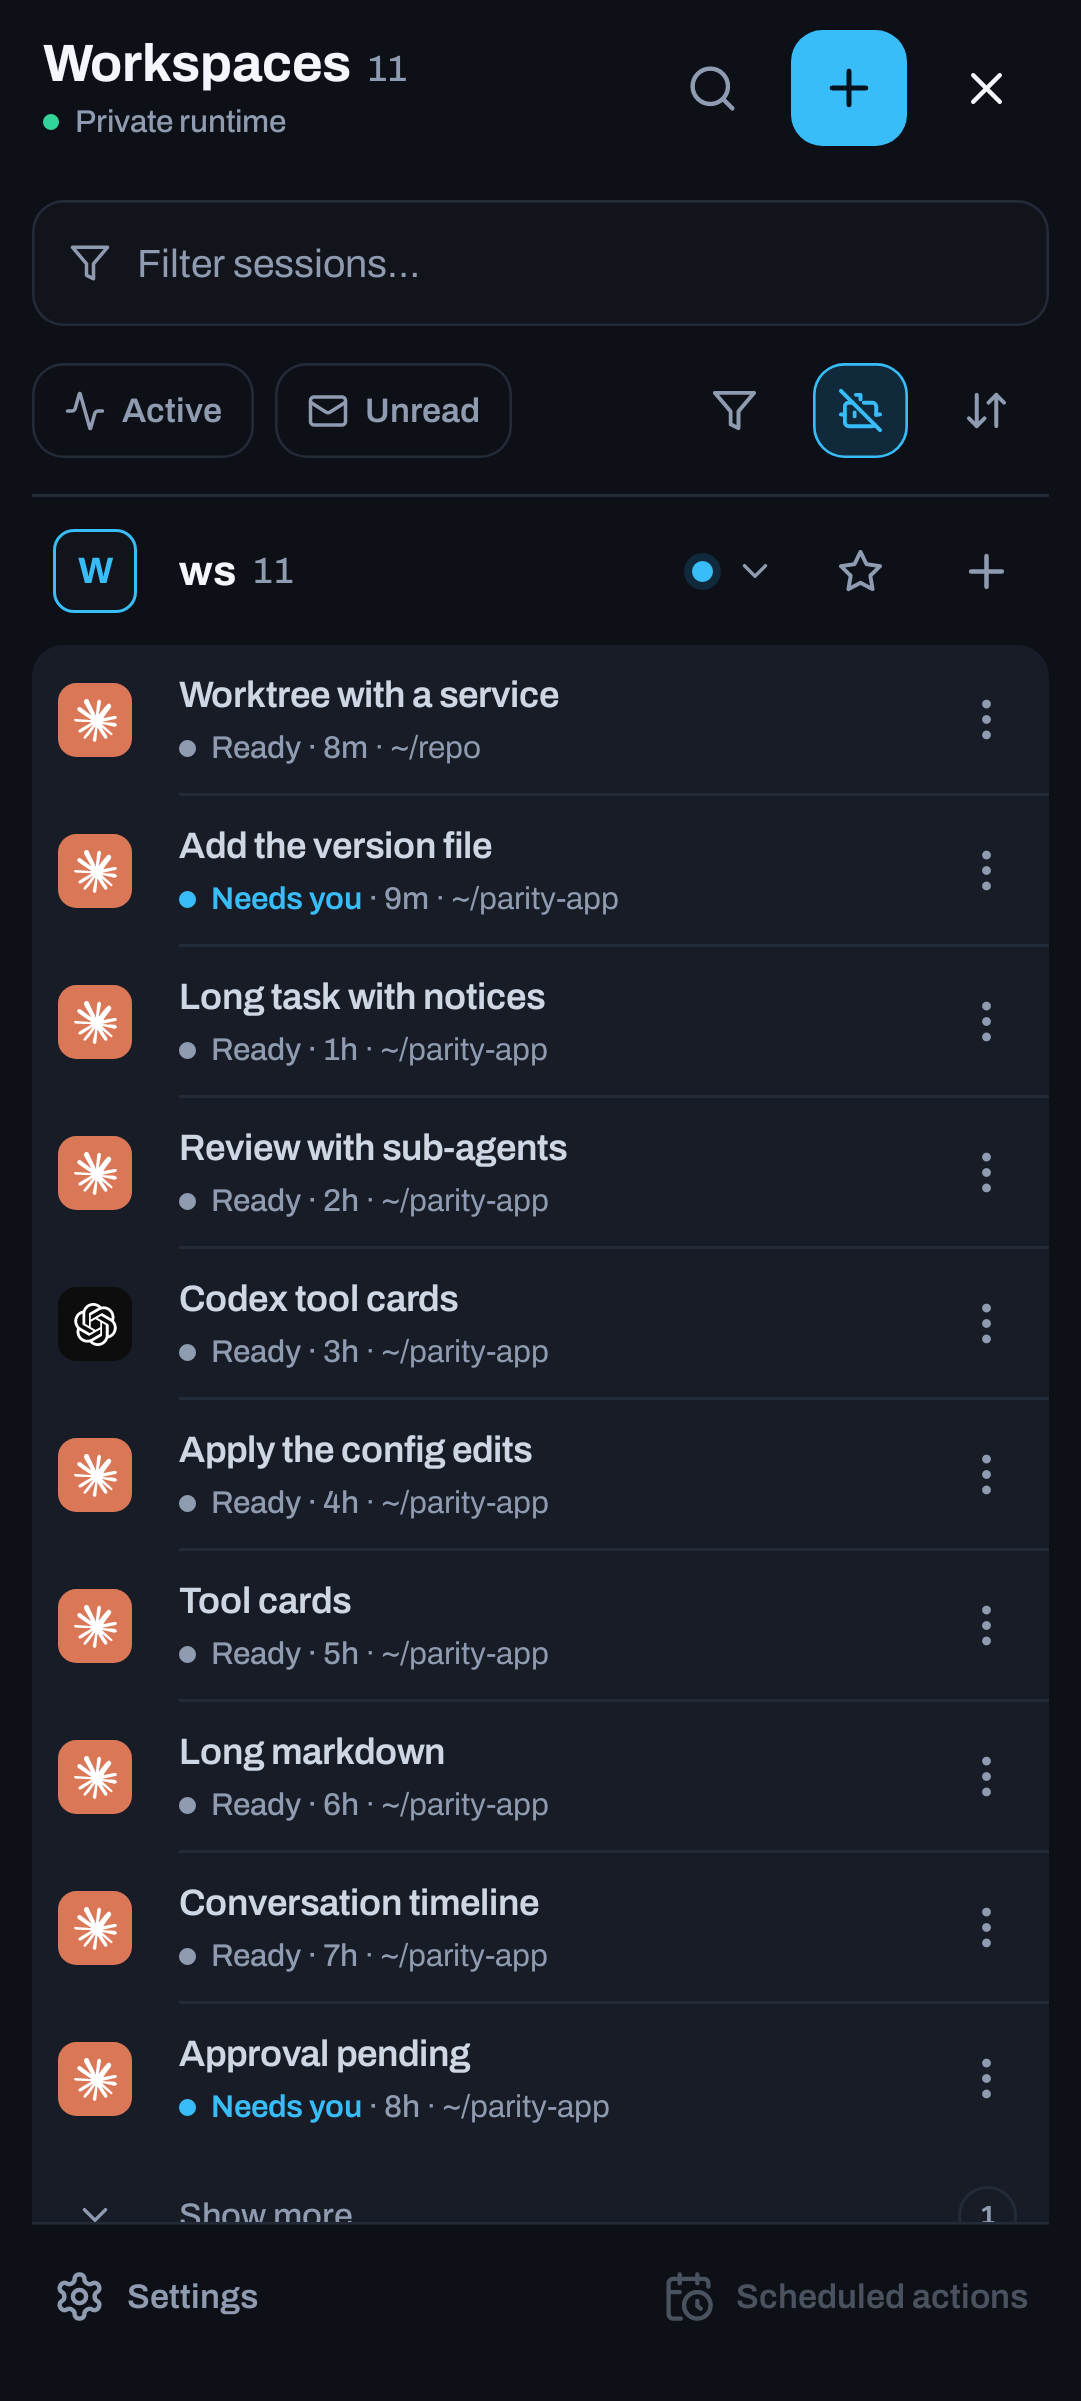 Workspaces 11
Private runtime
Filter sessions...
Active
Unread
W
ws 11
Worktree with a service
Ready · 8m · ~/repo
Add the version file
Needs you · 9m · ~/parity-app
Long task with notices
Ready · 1h · ~/parity-app
Review with sub-agents
Ready · 2h · ~/parity-app
Codex tool cards
Ready · 3h · ~/parity-app
Apply the config edits
Ready · 4h · ~/parity-app
Tool cards
Ready · 5h · ~/parity-app
Long markdown
Ready · 6h · ~/parity-app
Conversation timeline
Ready · 7h · ~/parity-app
Approval pending
Needs you · 8h · ~/parity-app
Show more 1
Settings
Scheduled actions